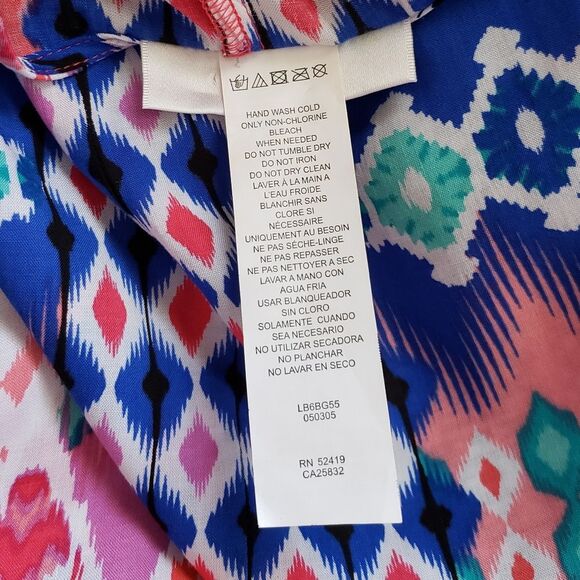 HAND WASH COLD
ONLY NON-CHLORINE
BLEACH
WHEN NEEDED
DO NOT TUMBLE DRY
DO NOT IRON
DO NOT DRY CLEAN
LAVER À LA MAIN A
L'EAU FROIDE
BLANCHIR SANS
CLORE SI
NÉCESSAIRE
UNIQUEMENT AU BESOIN
NE PAS SÈCHE-LINGE
NE PAS REPASSER
NE PAS NETTOYER A SEC
LAVAR A MANO CON
AGUA FRIA
USAR BLANQUEADOR
SIN CLORO
SOLAMENTE CUANDO
SEA NECESARIO
NO UTILIZAR SECADORA
NO PLANCHAR
NO LAVAR EN SECO
LB6BG55
050305
RN 52419
CA25832